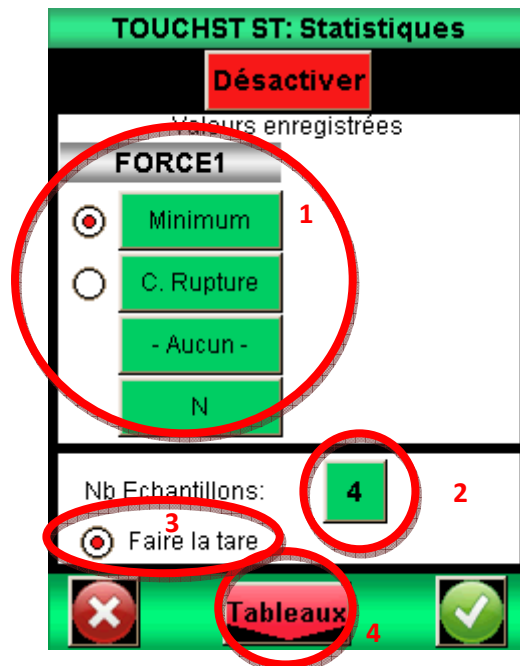 TOUCHST ST: Statistiques
Désactiver
Valeurs enregistrées
FORCE1
Minimum
1
C. Rupture
- Aucun -
N
Nb Echantillons:
4
2
3
Faire la tare
Tableaux
4